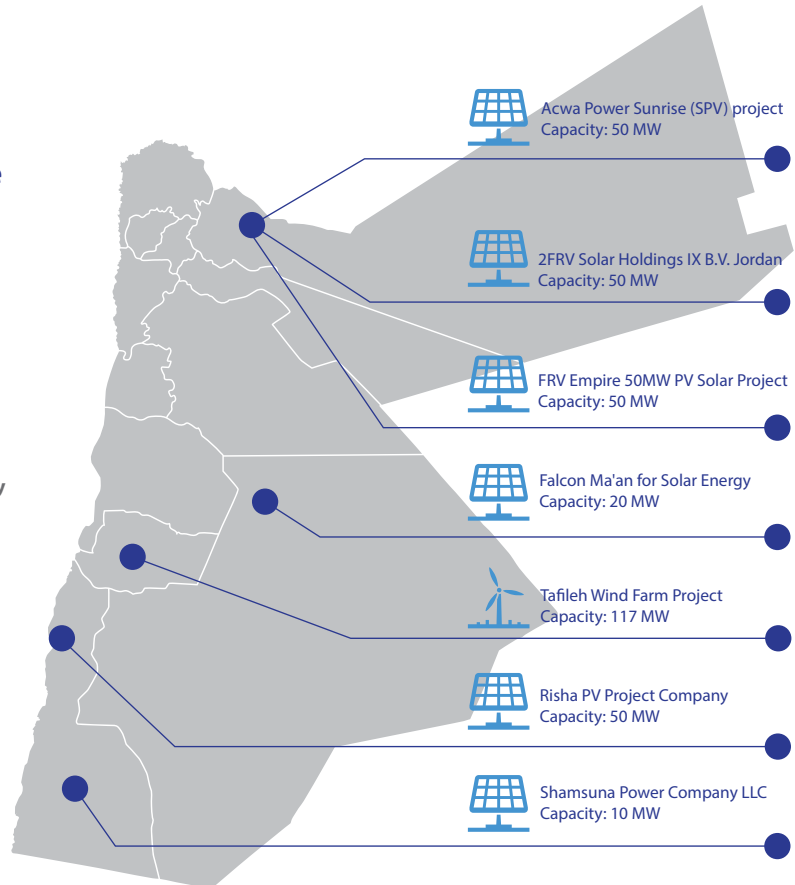 Acwa Power Sunrise (SPV) project
Capacity: 50 MW
2FRV Solar Holdings IX B.V. Jordan
Capacity: 50 MW
FRV Empire 50MW PV Solar Project
Capacity: 50 MW
Falcon Ma'an for Solar Energy
Capacity: 20 MW
Tafileh Wind Farm Project
Capacity: 117 MW
Risha PV Project Company
Capacity: 50 MW
Shamsuna Power Company LLC
Capacity: 10 MW